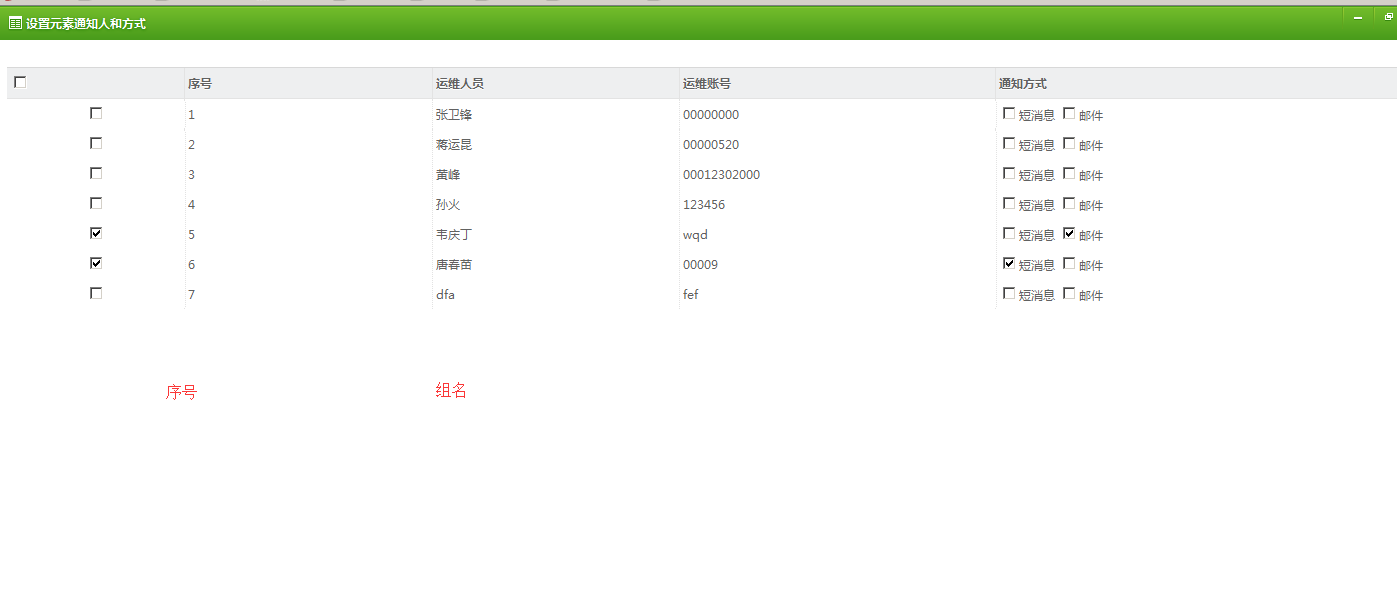 设置元素通知人和方式
序号 运维人员 运维账号 通知方式
1 张卫锋 00000000 短消息 邮件
2 蒋运昆 00000520 短消息 邮件
3 黄峰 00012302000 短消息 邮件
4 孙火 123456 短消息 邮件
5 韦庆丁 wqd 短消息 邮件
6 唐春苗 00009 短消息 邮件
7 dfa fef 短消息 邮件
序号 组名